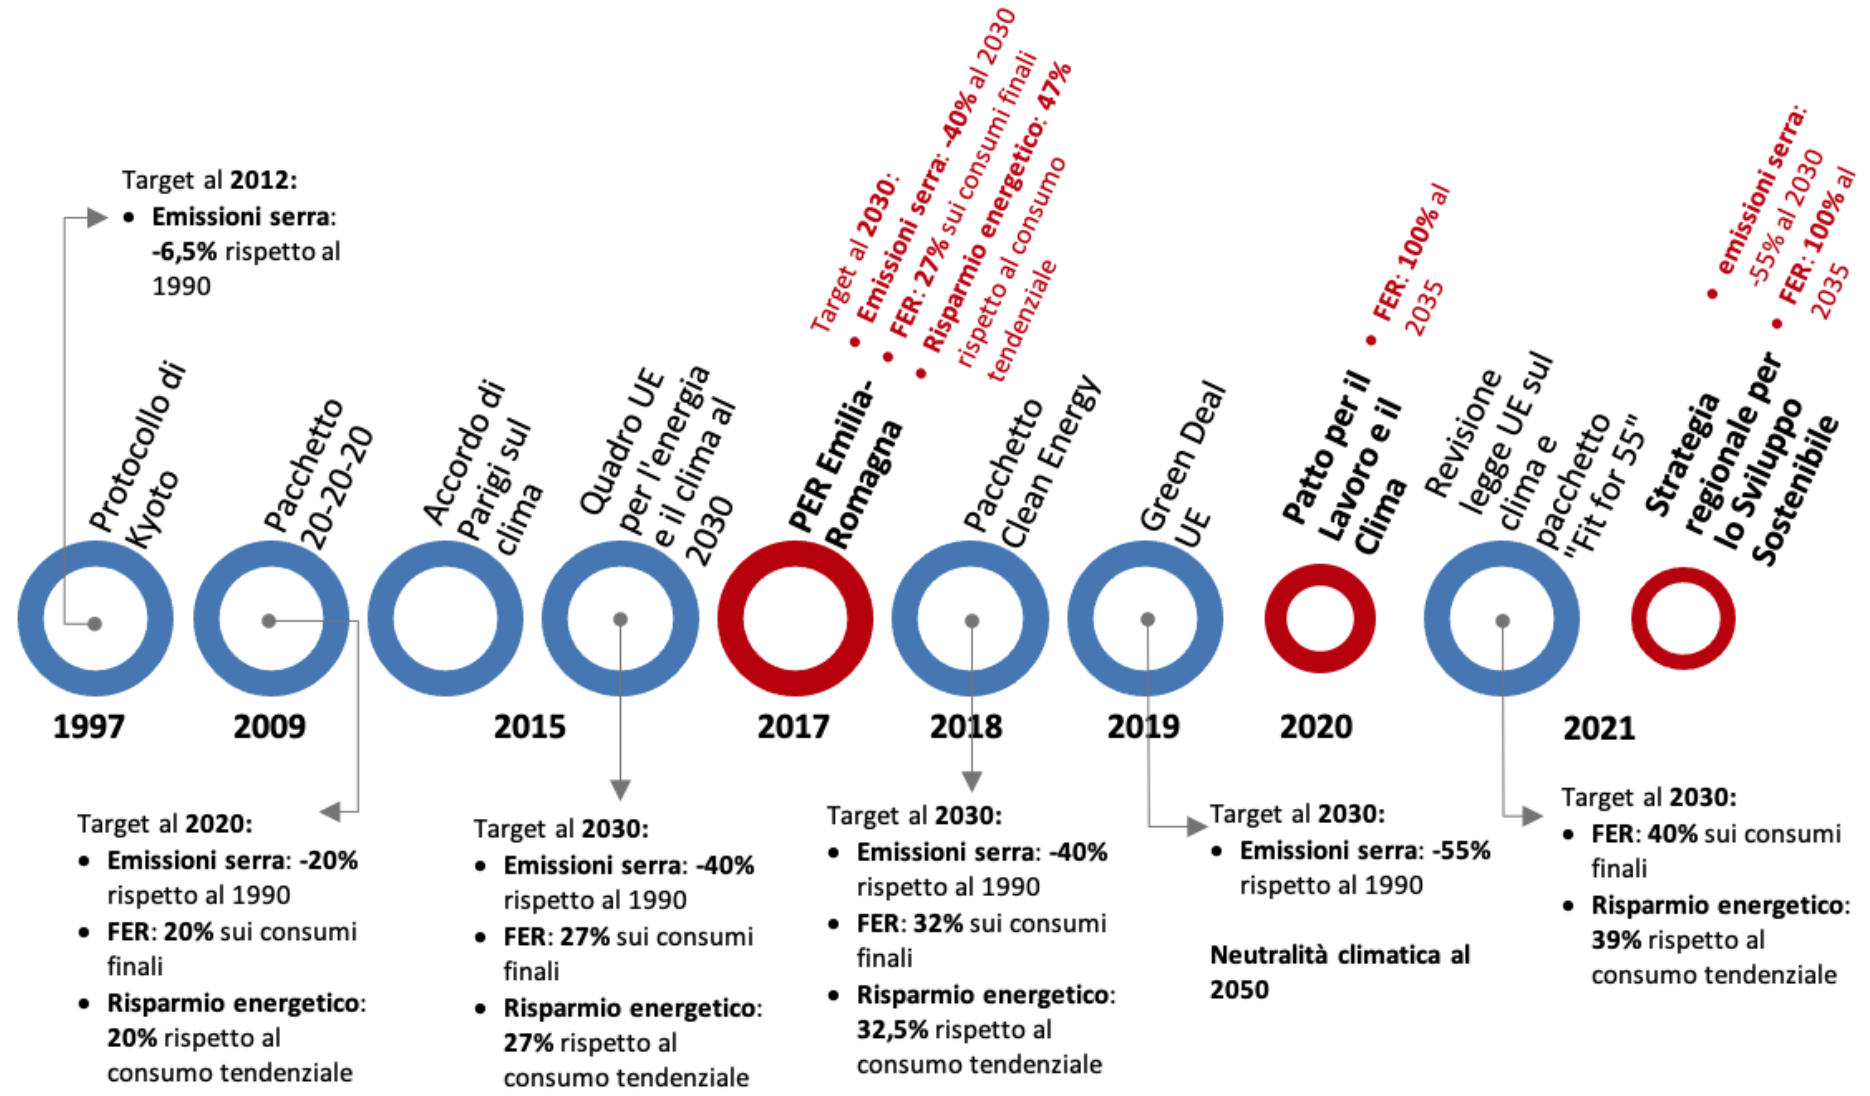 Target al 2012:
• Emissioni serra:
-6,5% rispetto al
1990
Protocollo di
Kyoto
Pacchetto
20-20-20
Accordo di
Parigi sul
clima
Quadro UE
per l'energia
e il clima al
2030
Target al 2030:
• Emissioni serra: -40% al 2030
• FER: 27% sui consumi finali
• Risparmio energetico: 47%
rispetto al consumo
tendenziale
PER Emilia-
Romagna
Pacchetto
Clean Energy
Green Deal
UE
• FER: 100% al
2035
Patto per il
Lavoro e il
Clima
Revisione
legge UE sul
clima e
pacchetto
"Fit for 55"
• emissioni serra:
-55% al 2030
• FER: 100% al
2035
Strategia
regionale per
lo Sviluppo
Sostenibile
1997
2009
2015
2017
2018
2019
2020
2021
Target al 2020:
• Emissioni serra: -20%
rispetto al 1990
• FER: 20% sui consumi
finali
• Risparmio energetico:
20% rispetto al
consumo tendenziale
Target al 2030:
• Emissioni serra: -40%
rispetto al 1990
• FER: 27% sui consumi
finali
• Risparmio energetico:
27% rispetto al
consumo tendenziale
Target al 2030:
• Emissioni serra: -40%
rispetto al 1990
• FER: 32% sui consumi
finali
• Risparmio energetico:
32,5% rispetto al
consumo tendenziale
Target al 2030:
• Emissioni serra: -55%
rispetto al 1990
Neutralità climatica al
2050
Target al 2030:
• FER: 40% sui consumi
finali
• Risparmio energetico:
39% rispetto al
consumo tendenziale